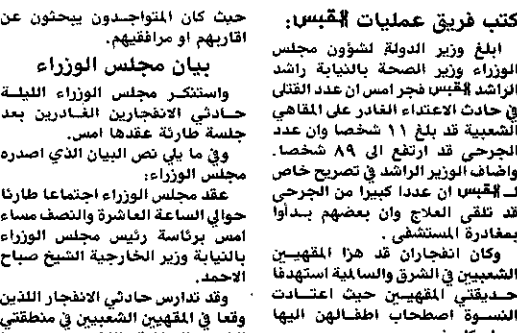 كتب فريق عمليات القبس:
ابلغ وزير الدولة لشؤون مجلس
الوزراء وزير الصحة بالنيابة راشد
الراشد القبس فجر امس ان عدد القتلى
في حادث الاعتداء الغادر على المقاهي
الشعبية قد بلغ ١١ شخصا وان عدد
الجرحى قد ارتفع الى ٨٩ شخصا.
واضاف الوزير الراشد في تصريح خاص
لـ القبس ان عددا كبيرا من الجرحى
قد تلقى العلاج وان بعضهم بدأوا
بمغادرة المستشفى.
وكان انفجاران قد هزا المقهيين
الشعبيين في الشرق والسالمية استهدفا
حديقتي المقهيين حيث اعتادت
النسوة اصطحاب اطفالهن اليها
حيث كان المتواجدون يبحثون عن
اقاربهم او مرافقيهم.
بيان مجلس الوزراء
واستنكر مجلس الوزراء الليلة
حادثي الانفجارين الغادرين بعد
جلسة طارئة عقدها امس.
وفي ما يلي نص البيان الذي اصدره
مجلس الوزراء:
عقد مجلس الوزراء اجتماعا طارئا
حوالي الساعة العاشرة والنصف مساء
امس برئاسة رئيس مجلس الوزراء
بالنيابة وزير الخارجية الشيخ صباح
الاحمد.
وقد تدارس حادثي الانفجار اللذين
وقعا في المقهيين الشعبيين في منطقتي